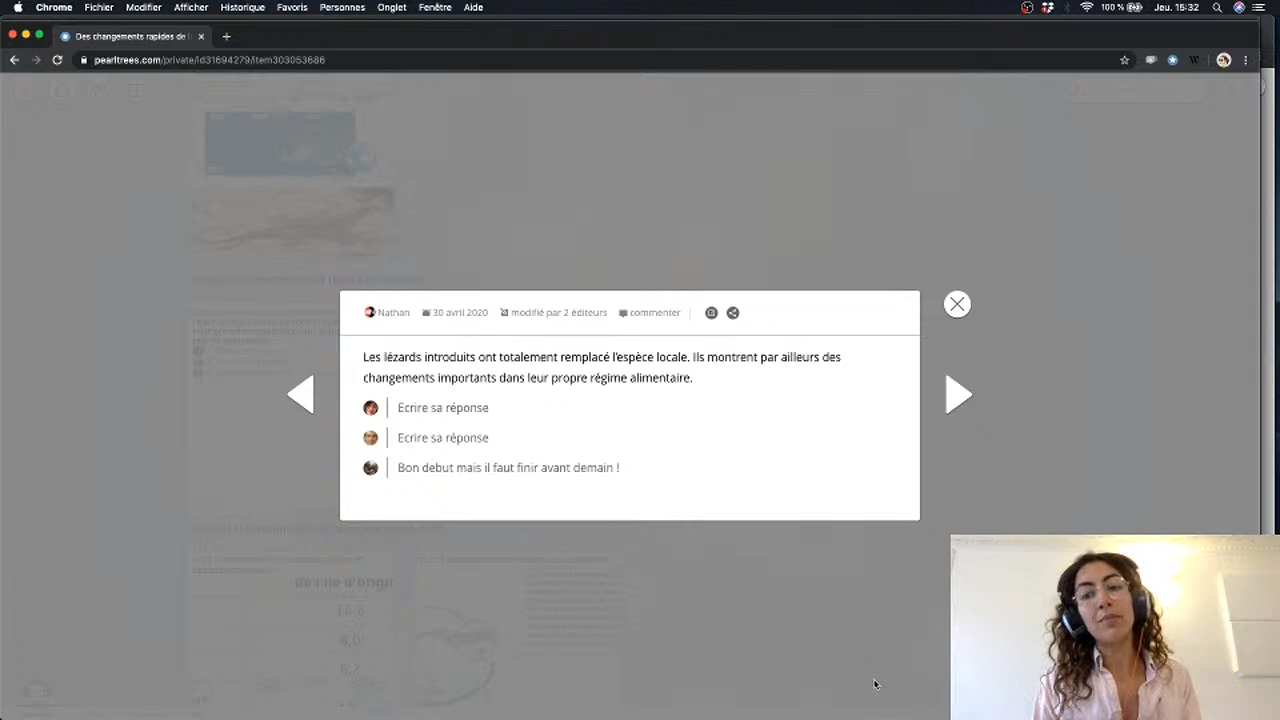 Chrome Fichier Modifier Afficher Historique Favoris Personnes Onglet Fenêtre Aide 100 % Jeu. 15:32
Des changements rapides de
pearltrees.com/private/id31694279/item303053686
Nathan 30 avril 2020 modifié par 2 éditeurs commenter
Les lézards introduits ont totalement remplacé l'espèce locale. Ils montrent par ailleurs des
changements importants dans leur propre régime alimentaire.
Ecrire sa réponse
Ecrire sa réponse
Bon debut mais il faut finir avant demain !